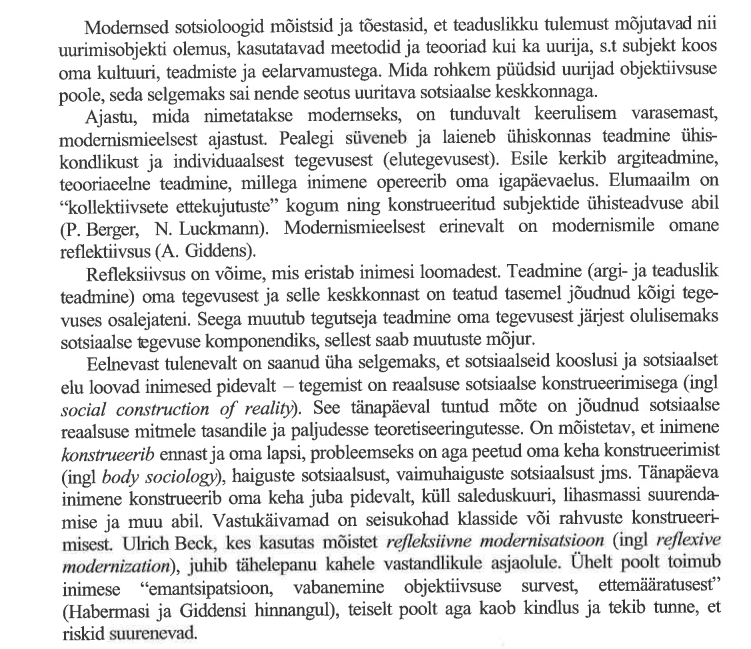 Modernsed sotsioloogid mõistsid ja tõestasid, et teaduslikku tulemust mõjutavad nii
uurimisobjekti olemus, kasutatavad meetodid ja teooriad kui ka uurija, s.t subjekt koos
oma kultuuri, teadmiste ja eelarvamustega. Mida rohkem püüdsid uurijad objektiivsuse
poole, seda selgemaks sai nende seotus uuritava sotsiaalse keskkonnaga.
Ajastu, mida nimetatakse modernseks, on tunduvalt keerulisem varasemast,
modernismieelsest ajastust. Pealegi süveneb ja laieneb ühiskonnas teadmine ühis-
kondlikust ja individuaalsest tegevusest (elutegevusest). Esile kerkib argiteadmine,
teooriaeelne teadmine, millega inimene opereerib oma igapäevaelus. Elumaailm on
“kollektiivsete ettekujutuste” kogum ning konstrueeritud subjektide ühisteadvuse abil
(P. Berger, N. Luckmann). Modernismieelsest erinevalt on modernismile omane
reflektiivsus (A. Giddens).
Refleksiivsus on võime, mis eristab inimesi loomadest. Teadmine (argi- ja teaduslik
teadmine) oma tegevusest ja selle keskkonnast on teatud tasemel jõudnud kõigi tege-
vuses osalejateni. Seega muutub tegutseja teadmine oma tegevusest järjest olulisemaks
sotsiaalse tegevuse komponendiks, sellest saab muutuste mõjur.
Eelnevast tulenevalt on saanud üha selgemaks, et sotsiaalseid kooslusi ja sotsiaalset
elu loovad inimesed pidevalt – tegemist on reaalsuse sotsiaalse konstrueerimisega (ingl
social construction of reality). See tänapäeval tuntud mõte on jõudnud sotsiaalse
reaalsuse mitmele tasandile ja paljudesse teoretiseeringutesse. On mõistetav, et inimene
konstrueerib ennast ja oma lapsi, probleemseks on aga peetud oma keha konstrueerimist
(ingl body sociology), haiguste sotsiaalsust, vaimuhaiguste sotsiaalsust jms. Tänapäeva
inimene konstrueerib oma keha juba pidevalt, küll saleduskuuri, lihasmassi suurenda-
mise ja muu abil. Vastukäivamad on seisukohad klasside või rahvuste konstrueeri-
misest. Ulrich Beck, kes kasutas mõistet refleksiivne modernisatsioon (ingl reflexive
modernization), juhib tähelepanu kahele vastandlikule asjaolule. Ühelt poolt toimub
inimese “emantsipatsioon, vabanemine objektiivsuse survest, ettemääratusest”
(Habermasi ja Giddensi hinnangul), teiselt poolt aga kaob kindlus ja tekib tunne, et
riskid suurenevad.